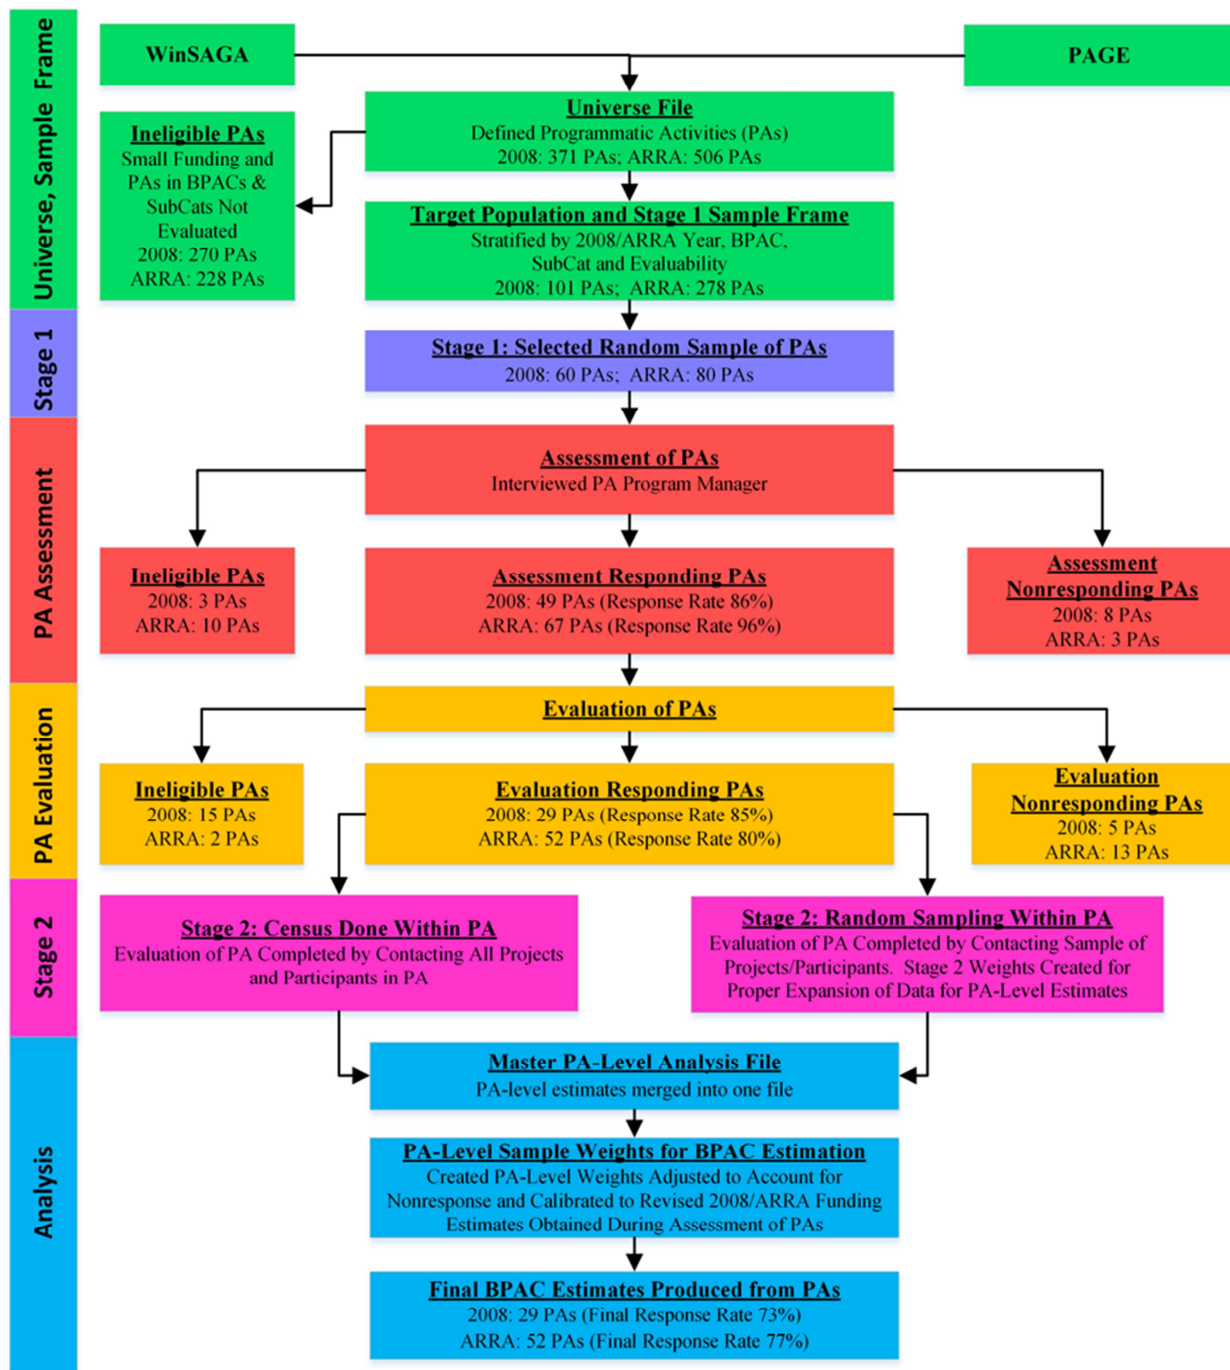 Universe, Sample Frame
WinSAGA
PAGE
Universe File
Defined Programmatic Activities (PAs)
2008: 371 PAs; ARRA: 506 PAs
Ineligible PAs
Small Funding and
PAs in BPACs &
SubCats Not
Evaluated
2008: 270 PAs
ARRA: 228 PAs
Target Population and Stage 1 Sample Frame
Stratified by 2008/ARRA Year, BPAC,
SubCat and Evaluability
2008: 101 PAs; ARRA: 278 PAs
Stage 1
Stage 1: Selected Random Sample of PAs
2008: 60 PAs; ARRA: 80 PAs
PA Assessment
Assessment of PAs
Interviewed PA Program Manager
Ineligible PAs
2008: 3 PAs
ARRA: 10 PAs
Assessment Responding PAs
2008: 49 PAs (Response Rate 86%)
ARRA: 67 PAs (Response Rate 96%)
Assessment
Nonresponding PAs
2008: 8 PAs
ARRA: 3 PAs
PA Evaluation
Evaluation of PAs
Ineligible PAs
2008: 15 PAs
ARRA: 2 PAs
Evaluation Responding PAs
2008: 29 PAs (Response Rate 85%)
ARRA: 52 PAs (Response Rate 80%)
Evaluation
Nonresponding PAs
2008: 5 PAs
ARRA: 13 PAs
Stage 2
Stage 2: Census Done Within PA
Evaluation of PA Completed by Contacting All Projects
and Participants in PA
Stage 2: Random Sampling Within PA
Evaluation of PA Completed by Contacting Sample of
Projects/Participants. Stage 2 Weights Created for
Proper Expansion of Data for PA-Level Estimates
Analysis
Master PA-Level Analysis File
PA-level estimates merged into one file
PA-Level Sample Weights for BPAC Estimation
Created PA-Level Weights Adjusted to Account for
Nonresponse and Calibrated to Revised 2008/ARRA Funding
Estimates Obtained During Assessment of PAs
Final BPAC Estimates Produced from PAs
2008: 29 PAs (Final Response Rate 73%)
ARRA: 52 PAs (Final Response Rate 77%)